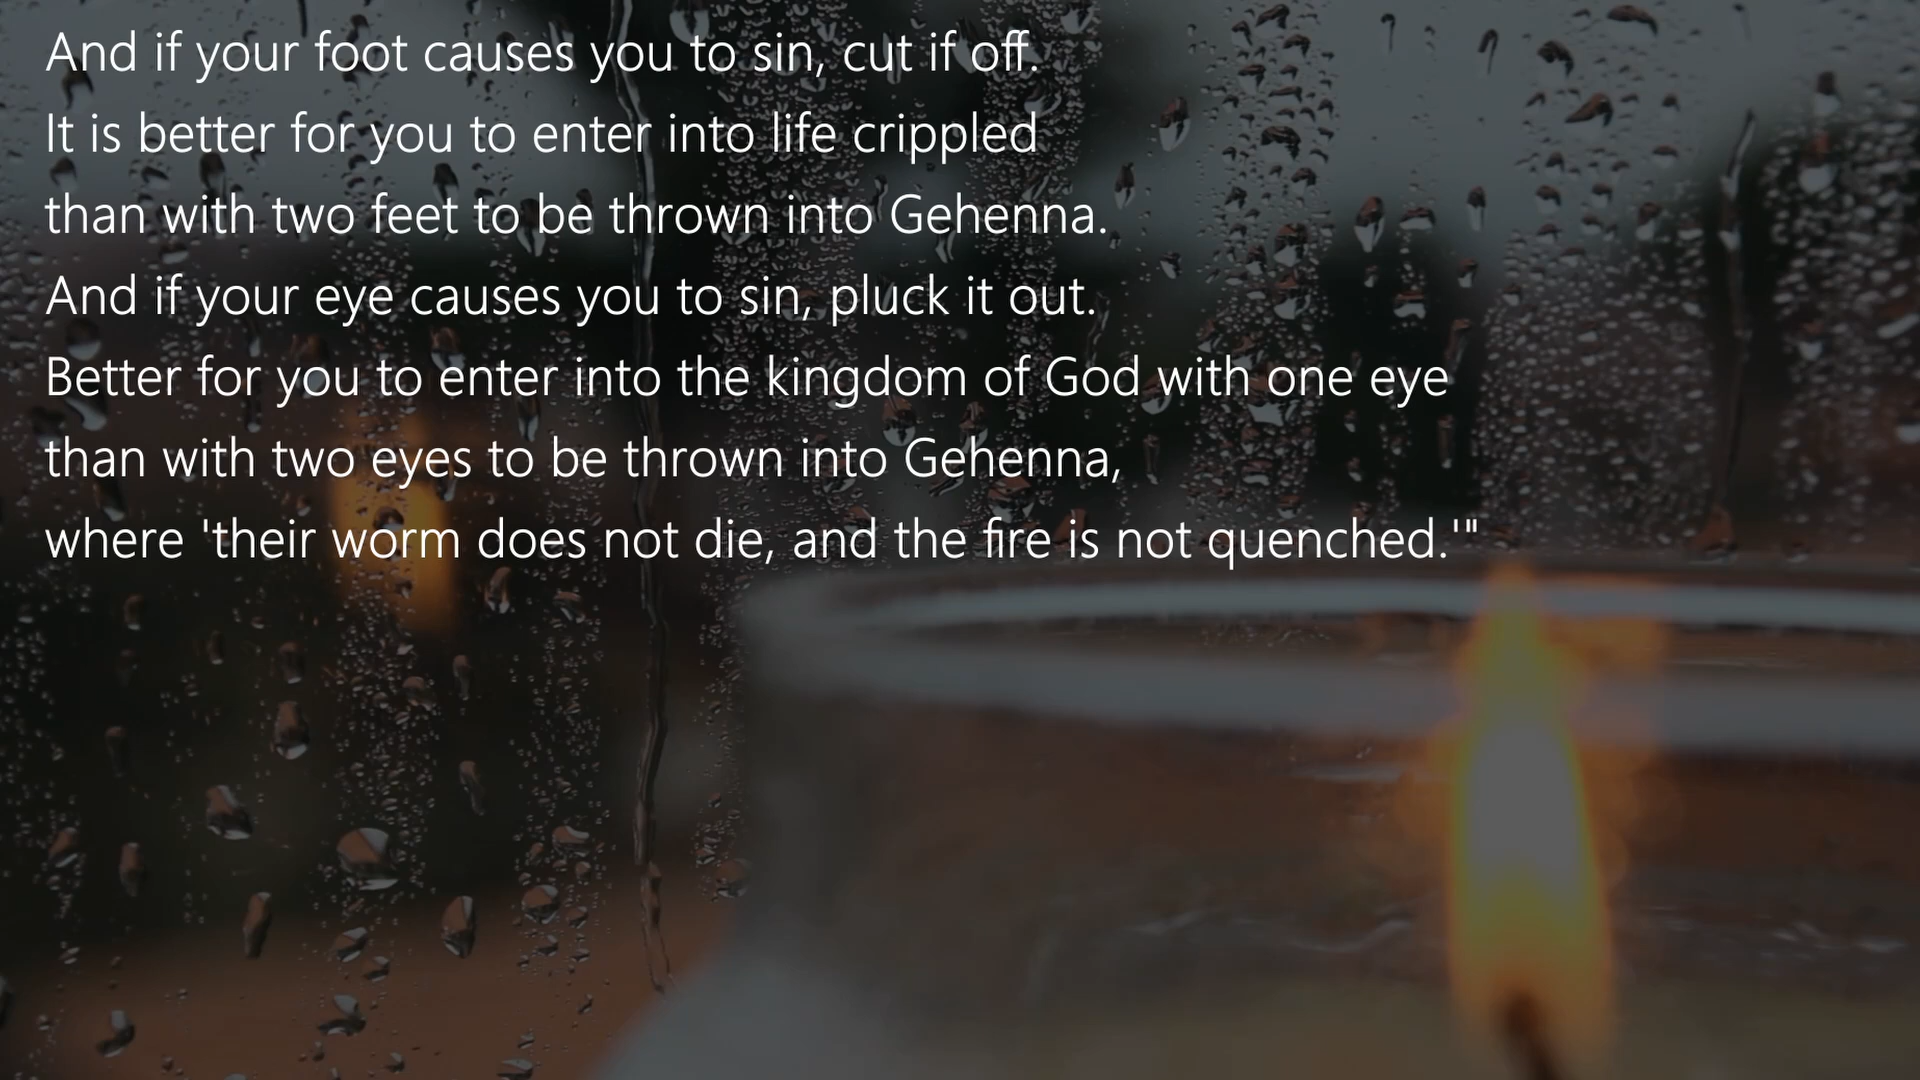 And if your foot causes you to sin, cut if off.
It is better for you to enter into life crippled
than with two feet to be thrown into Gehenna.
And if your eye causes you to sin, pluck it out.
Better for you to enter into the kingdom of God with one eye
than with two eyes to be thrown into Gehenna,
where 'their worm does not die, and the fire is not quenched.'"